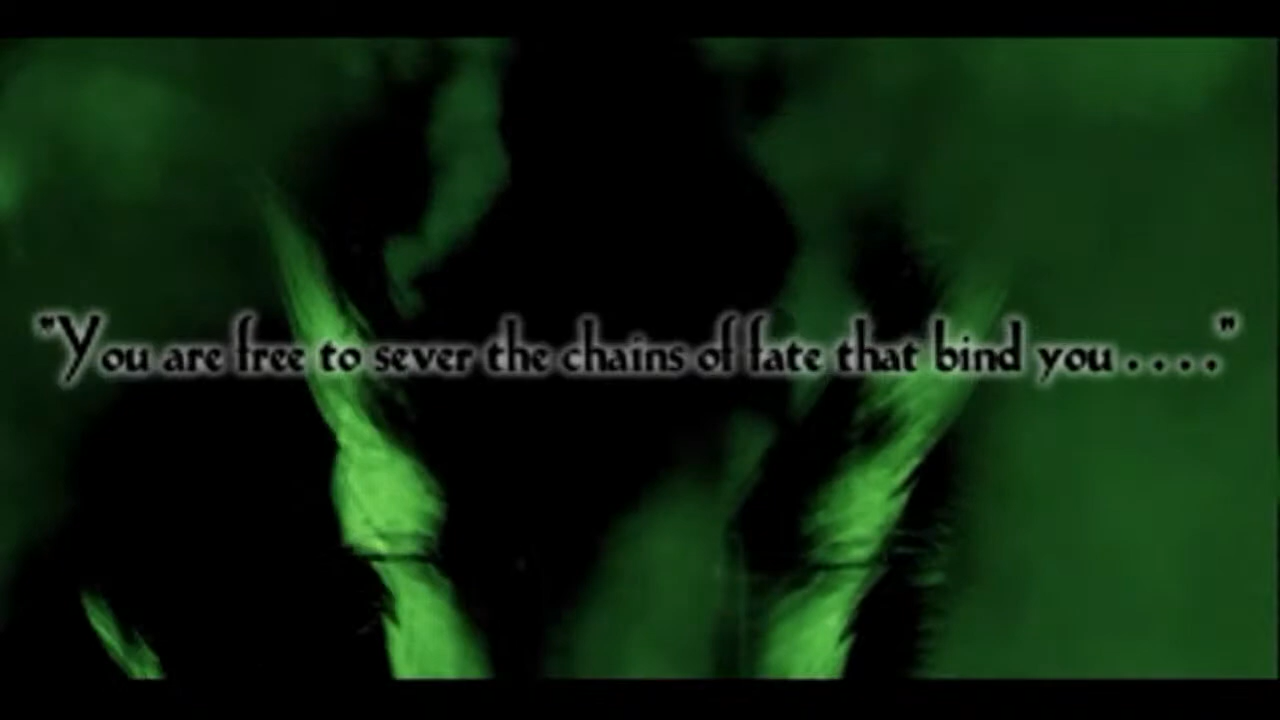 "You are free to sever the chains of fate that bind you . . . ."